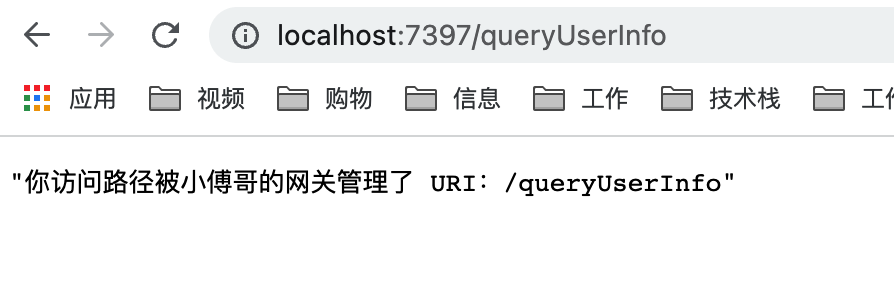 localhost:7397/queryUserInfo
应用 视频 购物 信息 工作 技术栈 工
"你访问路径被小傅哥的网关管理了 URI: /queryUserInfo"